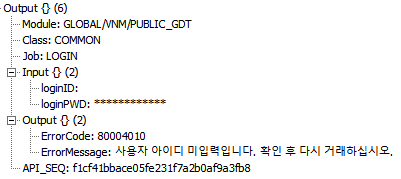 Output {} (6)
Module: GLOBAL/VNM/PUBLIC_GDT
Class: COMMON
Job: LOGIN
Input {} (2)
loginID:
loginPWD: ************
Output {} (2)
ErrorCode: 80004010
ErrorMessage: 사용자 아이디 미입력입니다. 확인 후 다시 거래하십시오.
API_SEQ: f1cf41bbace05fe231f7a2b0af9a3fb8